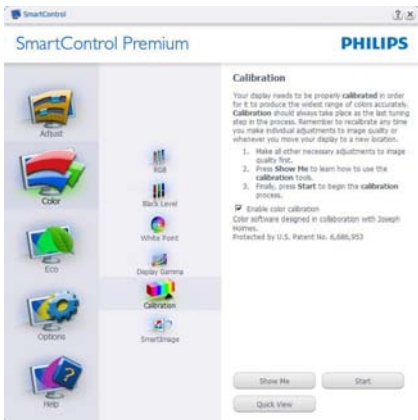 SmartControl
SmartControl Premium
PHILIPS
Adjust
Color
Eco
Options
Help
RGB
Black Level
White Point
Display Gamma
Calibration
SmartImage
Calibration
Your display needs to be properly calibrated in order
for it to produce the widest range of colors accurately.
Calibration should always take place as the last turning
step in the process. Remember to recalibrate any time
you make individual adjustments to image quality or
whenever you move your display to a new location.
1. Make all other necessary adjustments to image
quality first.
2. Press Show Me to learn how to use the
calibration tools.
3. Finally, press Start to begin the calibration
process.
Enable color calibration
Color software designed in collaboration with Joseph
Holmes.
Protected by U.S. Patent No. 6,686,953
Show Me
Start
Quick View